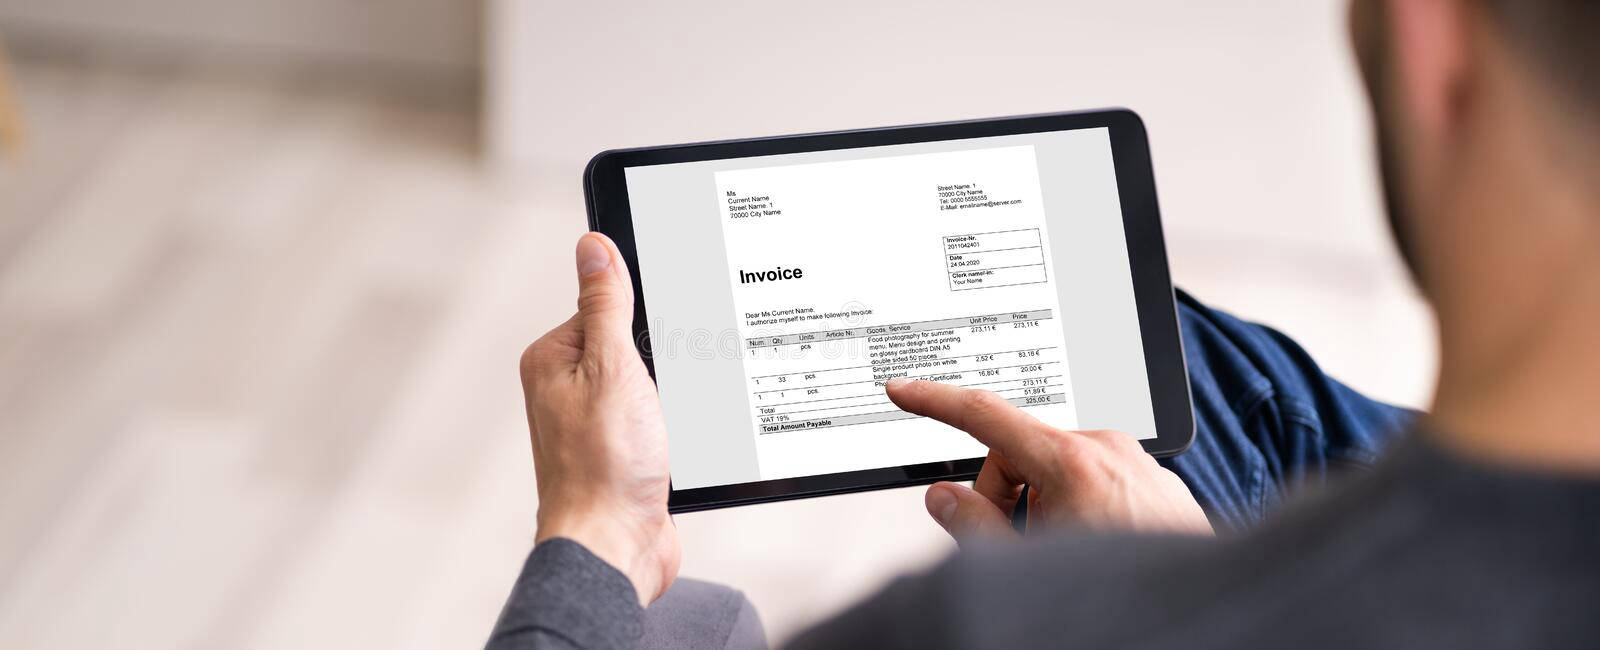 Ms
Current Name
Street Name. 1
70000 City Name
Street Name. 1
70000 City Name
Tel: 0000 5555555
E-Mail: emailname@server.com
Invoice-Nr.
2011042401
Date
24.04.2020
Clerk name/-in:
Your Name
Invoice
Dear Ms Current Name.
I authorize myself to make following Invoice:
Num. Qty Units Article Nr. Goods, Service Unit Price Price
1 1 pcs. Food photography for summer 273,11 € 273,11 €
menu. Menu design and printing
on glossy cardboard DIN A5
double sided 50 pieces
1 33 pcs. Single product photo on white 2,52 € 83,16 €
background
1 1 pcs. for Certificates 16,80 € 20,00 €
Total 273,11 €
VAT 19% 51,89 €
Total Amount Payable 325,00 €
dreamstime